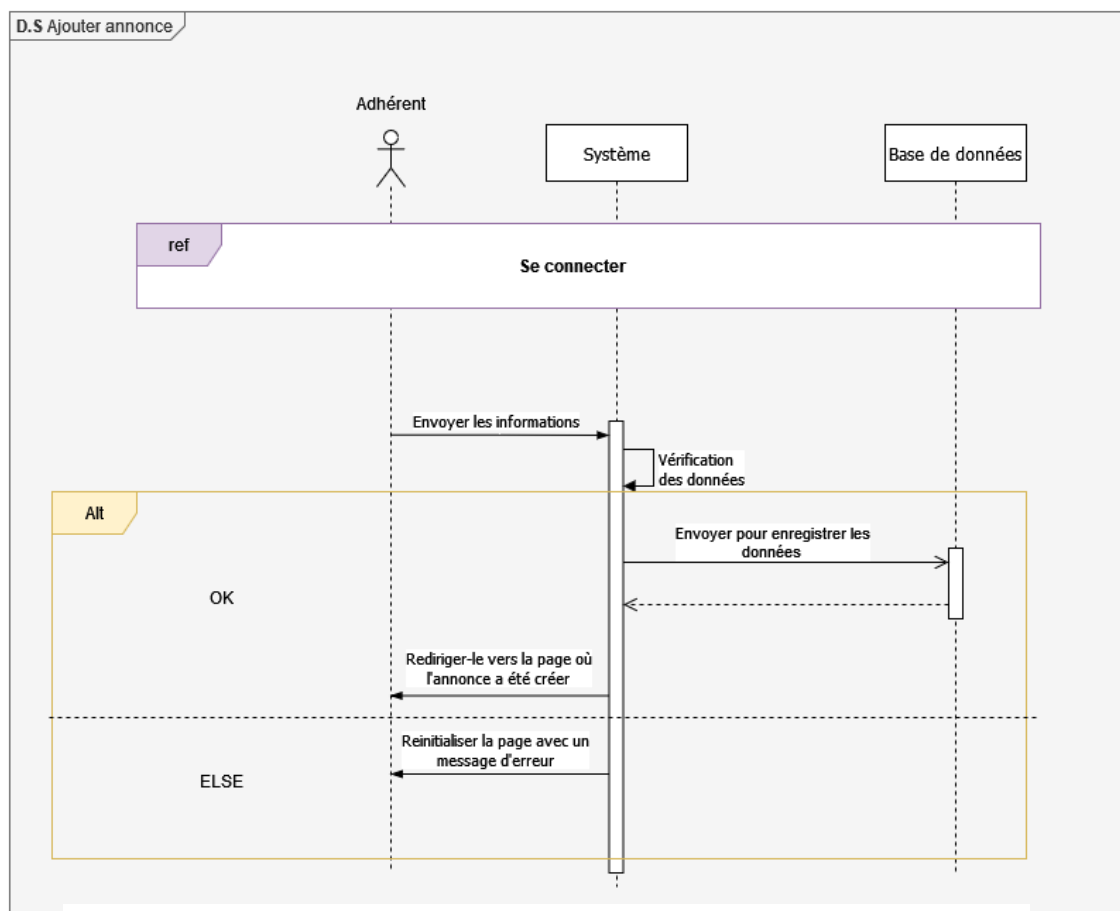 D.S Ajouter annonce
Adhérent
Système
Base de données
ref
Se connecter
Envoyer les informations
Vérification
des données
Alt
Envoyer pour enregistrer les
données
OK
Rediriger-le vers la page où
l'annonce a été créer
Reinitialiser la page avec un
message d'erreur
ELSE